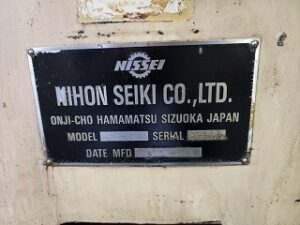 NISSEI
NIHON SEIKI CO.,LTD.
ONJI-CHO HAMAMATSU SIZUOKA JAPAN
MODEL SERIAL
DATE MFD